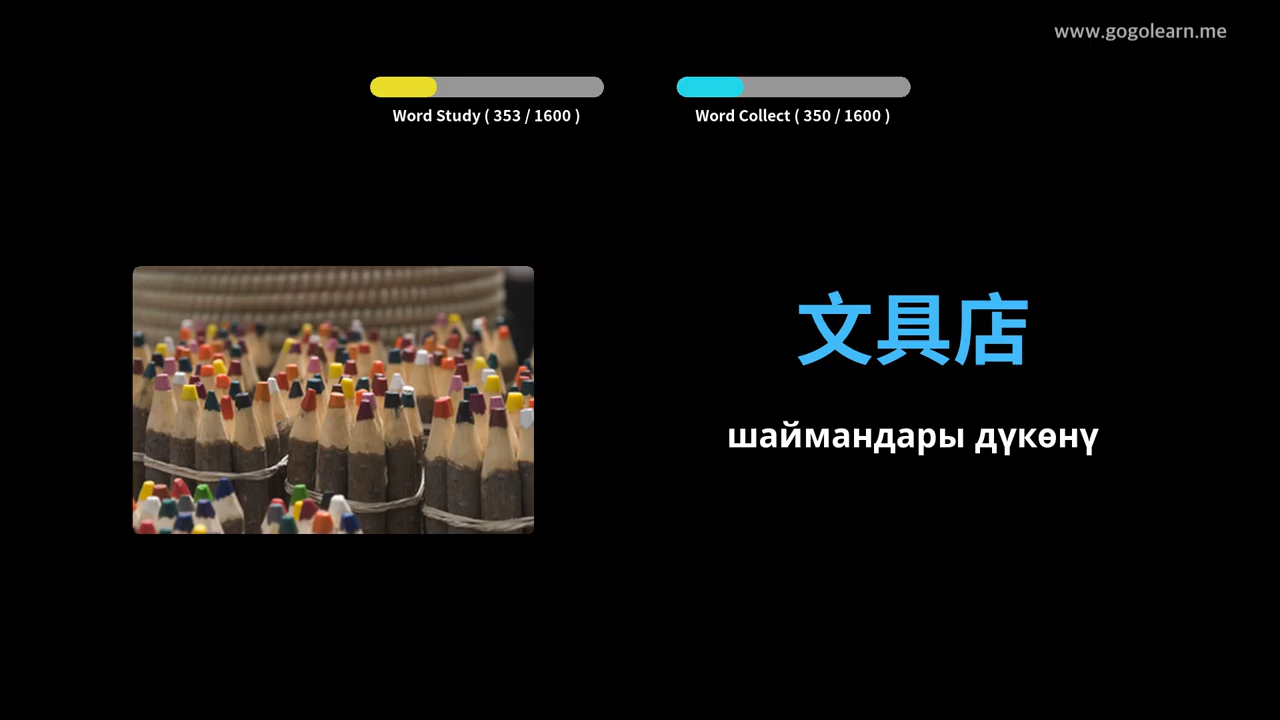 www.gogolearn.me
Word Study ( 353 / 1600 )
Word Collect ( 350 / 1600 )
文具店
шаймандары дүкөнү